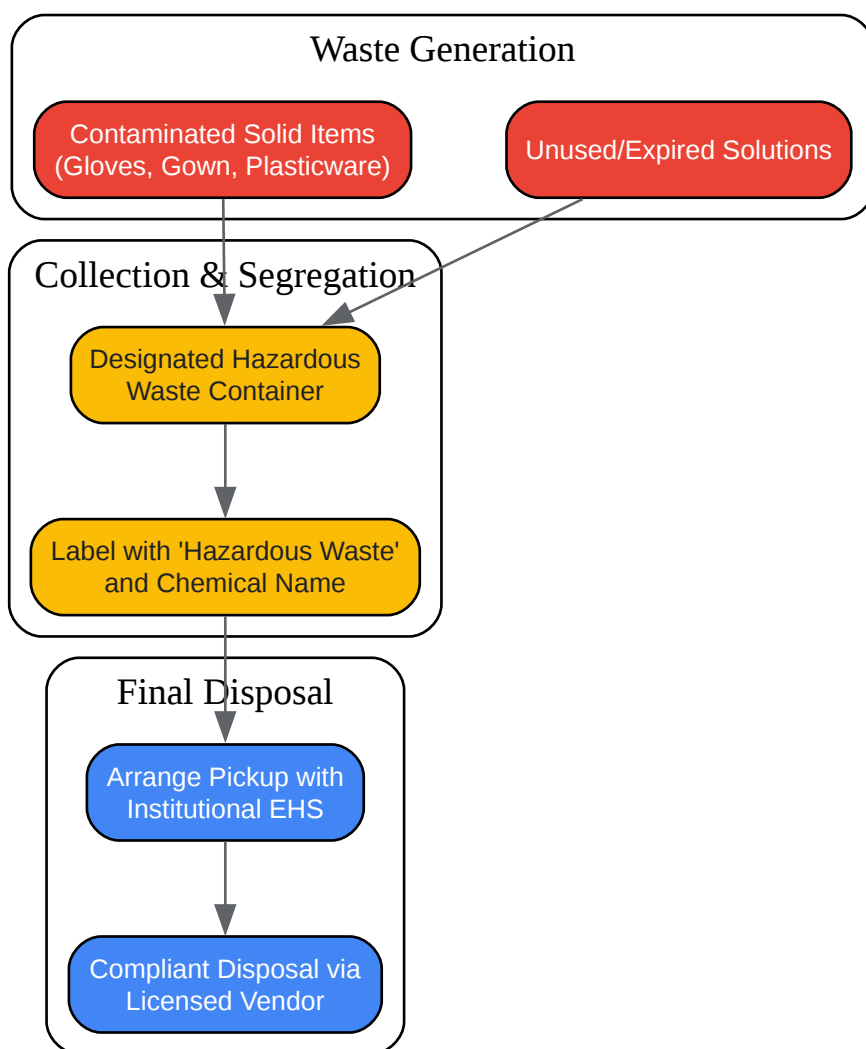 Waste Generation
Contaminated Solid Items
(Gloves, Gown, Plasticware)
Unused/Expired Solutions
Collection & Segregation
Designated Hazardous
Waste Container
Label with 'Hazardous Waste'
and Chemical Name
Final Disposal
Arrange Pickup with
Institutional EHS
Compliant Disposal via
Licensed Vendor